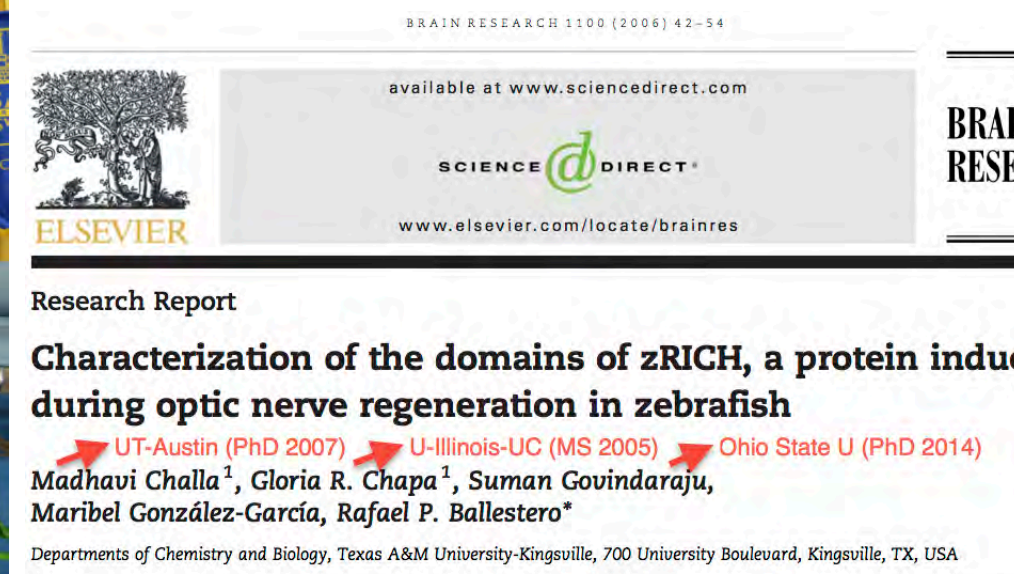 BRAIN RESEARCH 1100 (2006) 42–54
available at www.sciencedirect.com
SCIENCE @ DIRECT®
www.elsevier.com/locate/brainres
ELSEVIER
BRAI
RESE
Research Report
Characterization of the domains of zRICH, a protein indu
during optic nerve regeneration in zebrafish
UT-Austin (PhD 2007) U-Illinois-UC (MS 2005) Ohio State U (PhD 2014)
Madhavi Challa¹, Gloria R. Chapa¹, Suman Govindaraju,
Maribel González-García, Rafael P. Ballestero*
Departments of Chemistry and Biology, Texas A&M University-Kingsville, 700 University Boulevard, Kingsville, TX, USA